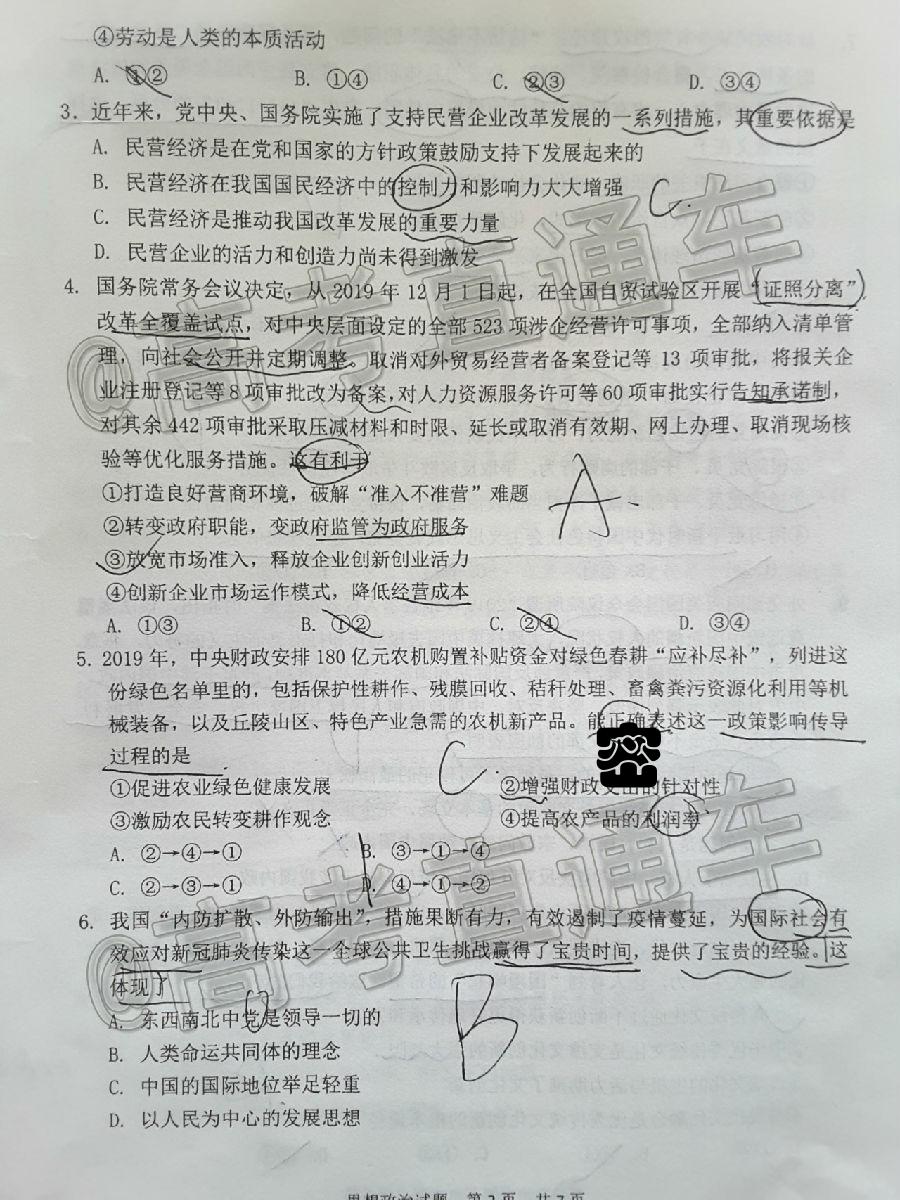 ④劳动是人类的本质活动
A. ①② B. ①④ C. ②③ D. ③④
3. 近年来，党中央、国务院实施了支持民营企业改革发展的一系列措施，其重要依据是
A. 民营经济是在党和国家的方针政策鼓励支持下发展起来的
B. 民营经济在我国国民经济中的控制力和影响力大大增强
C.
C. 民营经济是推动我国改革发展的重要力量
D. 民营企业的活力和创造力尚未得到激发
4. 国务院常务会议决定，从 2019 年 12 月 1 日起，在全国自贸试验区开展“证照分离”
改革全覆盖试点，对中央层面设定的全部 523 项涉企经营许可事项，全部纳入清单管
理，向社会公开并定期调整。取消对外贸易经营者备案登记等 13 项审批，将报关企
业注册登记等 8 项审批改为备案，对人力资源服务许可等 60 项审批实行告知承诺制，
对其余 442 项审批采取压减材料和时限、延长或取消有效期、网上办理、取消现场核
验等优化服务措施。这有利于
①打造良好营商环境，破解“准入不准营”难题
A
②转变政府职能，变政府监管为政府服务
③放宽市场准入，释放企业创新创业活力
④创新企业市场运作模式，降低经营成本
A. ①③ B. ①② C. ②④ D. ③④
5. 2019 年，中央财政安排 180 亿元农机购置补贴资金对绿色春耕“应补尽补”，列进这
份绿色名单里的，包括保护性耕作、残膜回收、秸秆处理、畜禽粪污资源化利用等机
械装备，以及丘陵山区、特色产业急需的农机新产品。能正确表述这一政策影响传导
过程的是
C.
①促进农业绿色健康发展 ②增强财政支出的针对性
③激励农民转变耕作观念 ④提高农产品的利润率
A. ②→④→① B. ③→①→④
C. ②→③→① D. ④→①→②
6. 我国“内防扩散、外防输出”，措施果断有力，有效遏制了疫情蔓延，为国际社会有
效应对新冠肺炎传染这一全球公共卫生挑战赢得了宝贵时间，提供了宝贵的经验。这
体现了
B
A. 东西南北中党是领导一切的
B. 人类命运共同体的理念
C. 中国的国际地位举足轻重
D. 以人民为中心的发展思想
思想政治试题 第 2 页 共 7 页
@高考直通车
@高考直通车